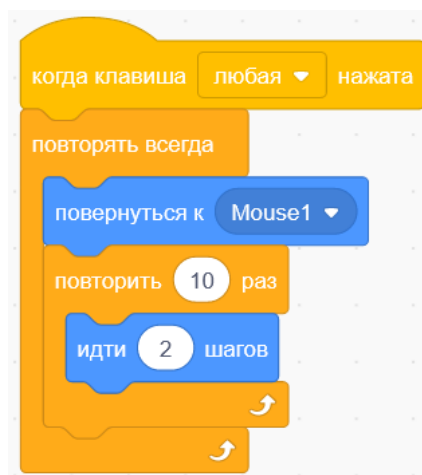 когда клавиша любая нажата
повторять всегда
повернуться к Mouse1
повторить 10 раз
идти 2 шагов